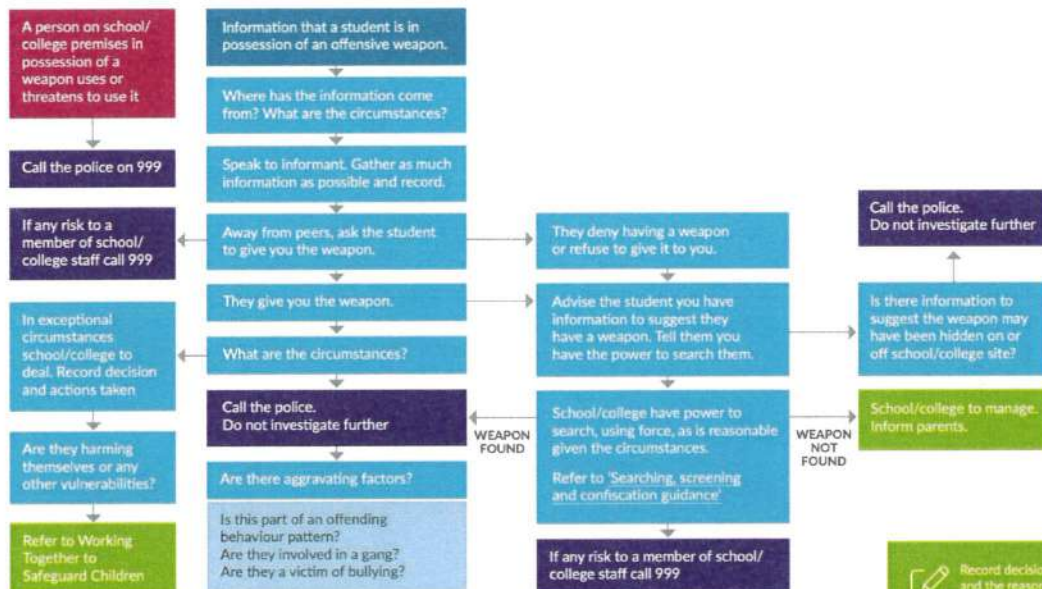 A person on school/
college premises in
possession of a
weapon uses or
threatens to use it
Call the police on 999
If any risk to a
member of school/
college staff call 999
In exceptional
circumstances
school/college to
deal. Record decision
and actions taken
Are they harming
themselves or any
other vulnerabilities?
Refer to Working
Together to
Safeguard Children
Information that a student is in
possession of an offensive weapon.
Where has the information come
from? What are the circumstances?
Speak to informant. Gather as much
information as possible and record.
Away from peers, ask the student
to give you the weapon.
They give you the weapon.
What are the circumstances?
Call the police.
Do not investigate further
Are there aggravating factors?
Is this part of an offending
behaviour pattern?
Are they involved in a gang?
Are they a victim of bullying?
WEAPON
FOUND
They deny having a weapon
or refuse to give it to you.
Advise the student you have
information to suggest they
have a weapon. Tell them you
have the power to search them.
School/college have power to
search, using force, as is reasonable
given the circumstances.
Refer to 'Searching, screening
and confiscation guidance'
If any risk to a member of school/
college staff call 999
WEAPON
NOT
FOUND
Call the police.
Do not investigate further
Is there information to
suggest the weapon may
have been hidden on or
off school/college site?
School/college to manage.
Inform parents.
Record
and the